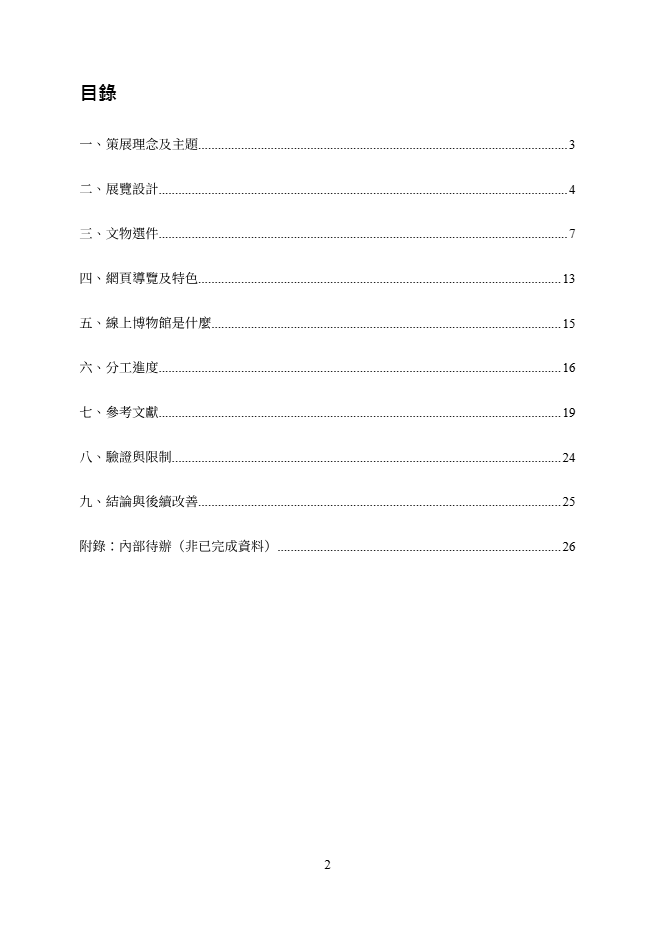 目錄
一、策展理念及主題 3
二、展覽設計 4
三、文物選件 7
四、網頁導覽及特色 13
五、線上博物館是什麼 15
六、分工進度 16
七、參考文獻 19
八、驗證與限制 24
九、結論與後續改善 25
附錄：內部待辦（非已完成資料） 26
2